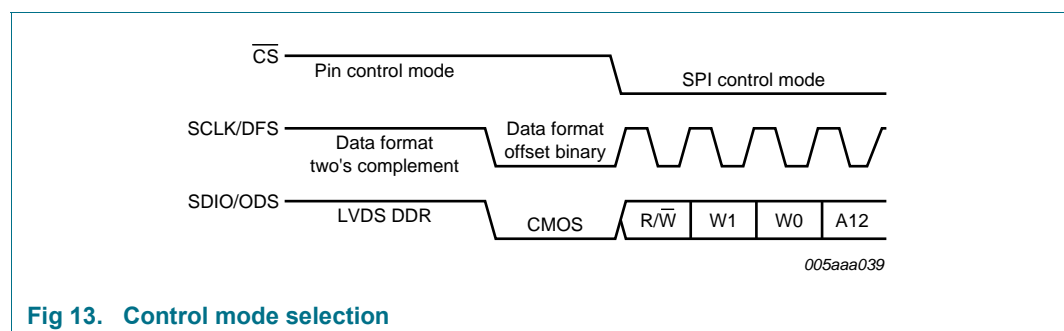 CS
Pin control mode
SPI control mode
SCLK/DFS
Data format
two's complement
Data format
offset binary
SDIO/ODS
LVDS DDR
CMOS
R/W
W1
W0
A12
005aaa039
Fig 13. Control mode selection